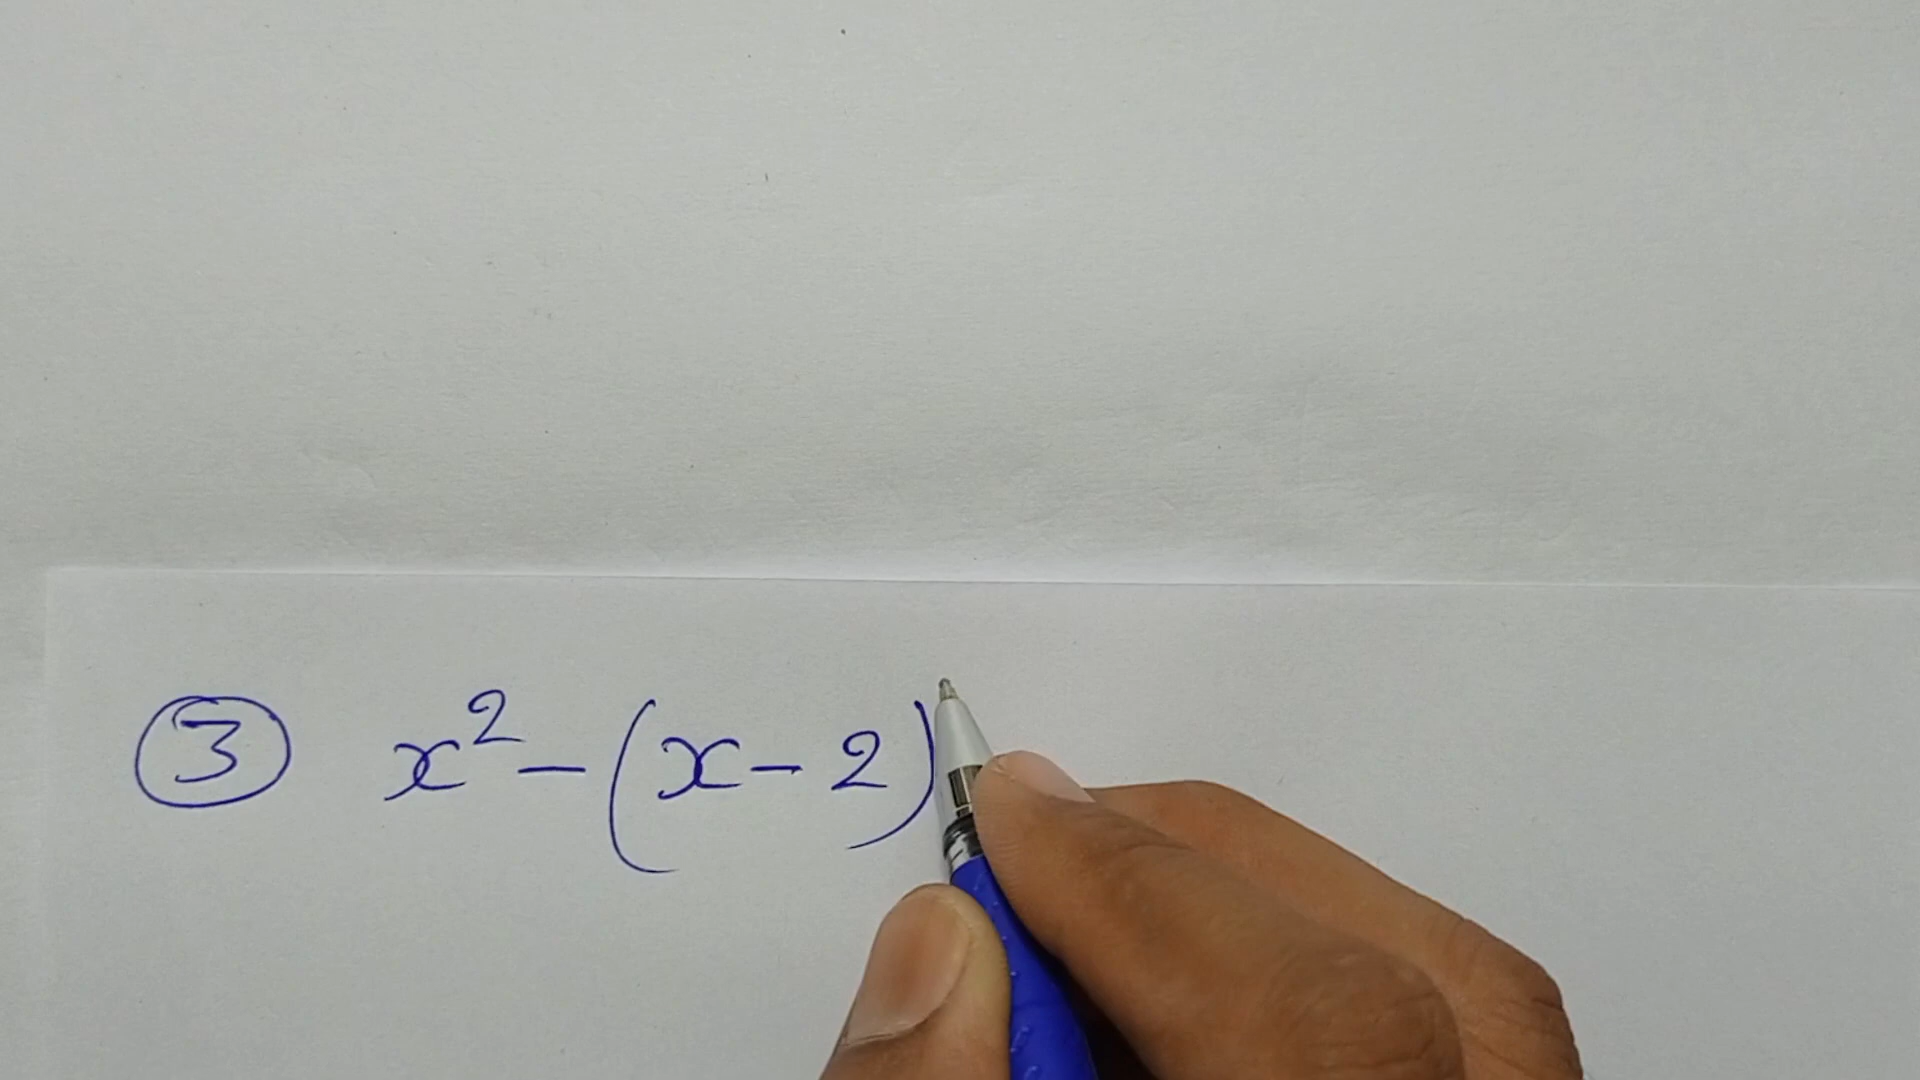 ③ x² - (x - 2)